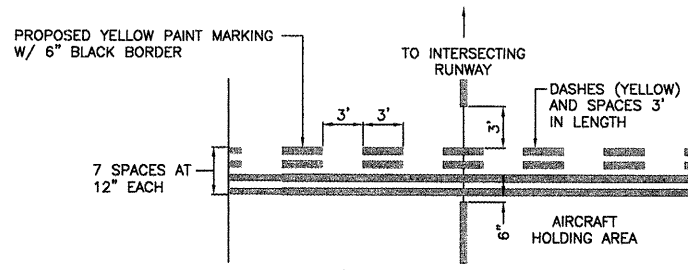 PROPOSED YELLOW PAINT MARKING
W/ 6" BLACK BORDER
TO INTERSECTING
RUNWAY
DASHES (YELLOW)
AND SPACES 3'
IN LENGTH
3'
3'
3'
7 SPACES AT
12" EACH
6"
AIRCRAFT
HOLDING AREA